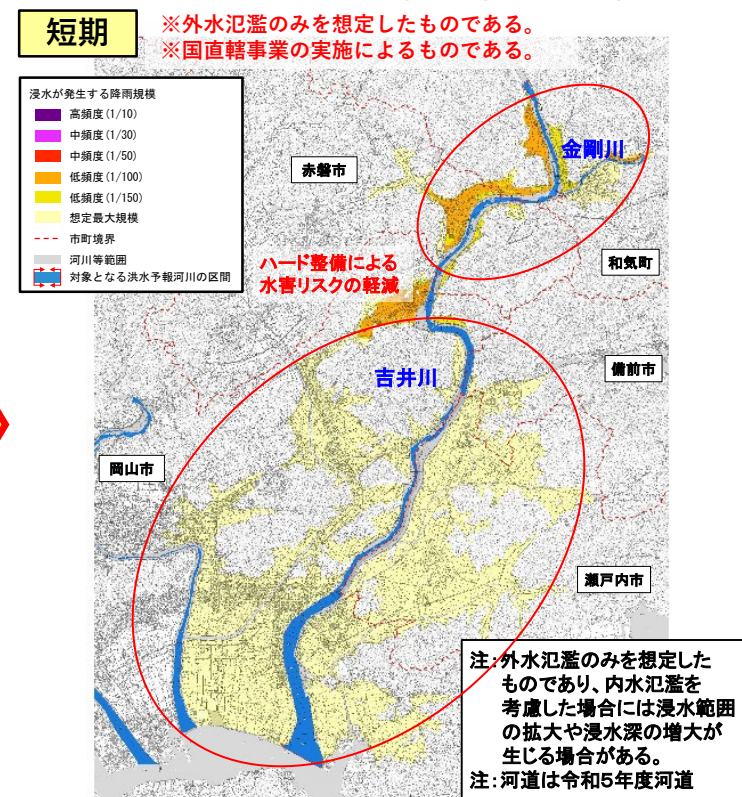 短期
※外水氾濫のみを想定したものである。
※国直轄事業の実施によるものである。
浸水が発生する降雨規模
高頻度(1/10)
中頻度(1/30)
中頻度(1/50)
低頻度(1/100)
低頻度(1/150)
想定最大規模
市町境界
河川等範囲
対象となる洪水予報河川の区間
金剛川
赤磐市
和気町
ハード整備による
水害リスクの軽減
備前市
吉井川
岡山市
瀬戸内市
注:外水氾濫のみを想定した
ものであり、内水氾濫を
考慮した場合には浸水範囲
の拡大や浸水深の増大が
生じる場合がある。
注:河道は令和5年度河道